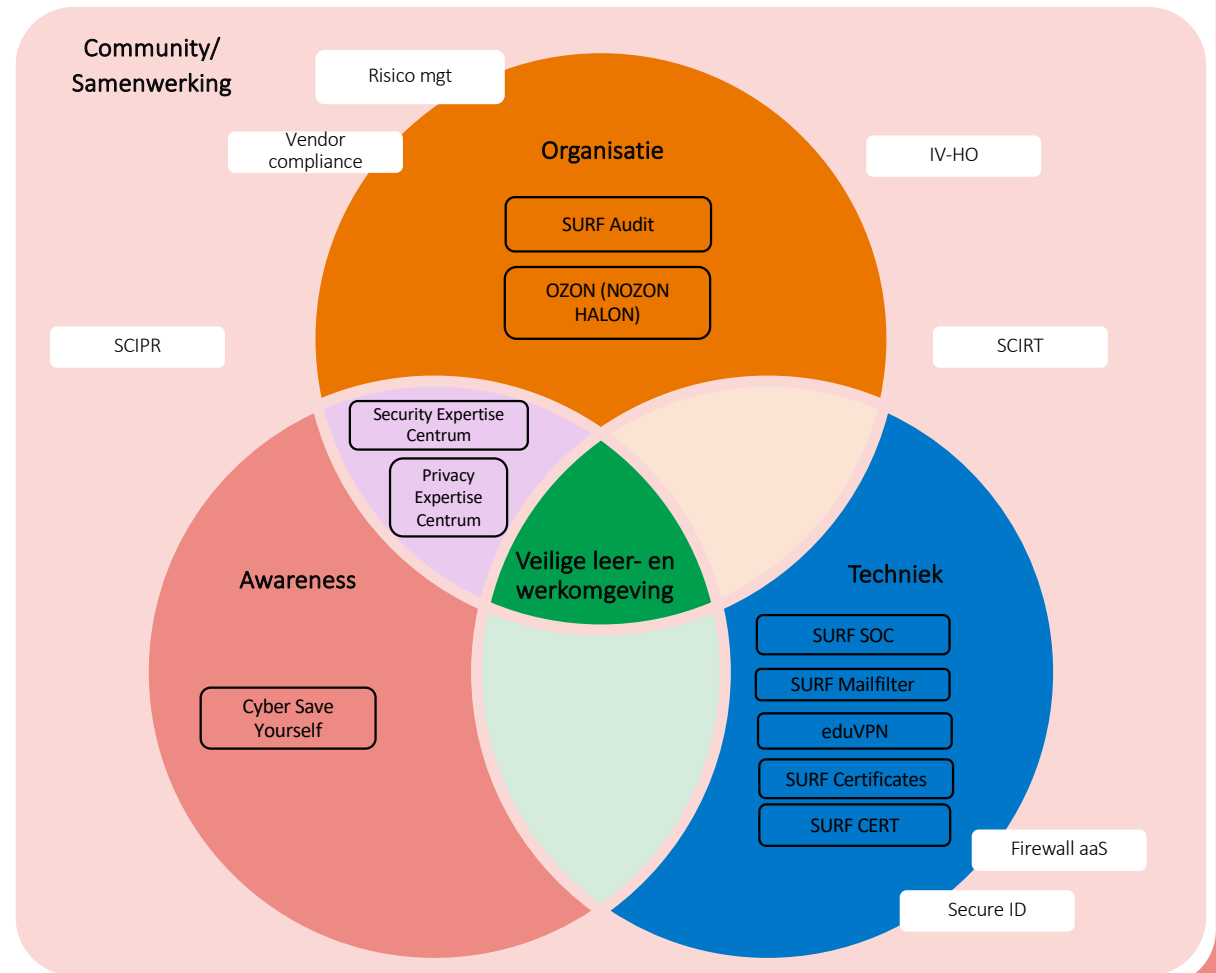 Community/
Samenwerking
Risico mgt
Vendor
compliance
Organisatie
IV-HO
SURF Audit
OZON (NOZON
HALON)
SCIPR
SCIRT
Security Expertise
Centrum
Privacy
Expertise
Centrum
Veilige leer- en
werkomgeving
Awareness
Techniek
Cyber Save
Yourself
SURF SOC
SURF Mailfilter
eduVPN
SURF Certificates
SURF CERT
Firewall aaS
Secure ID